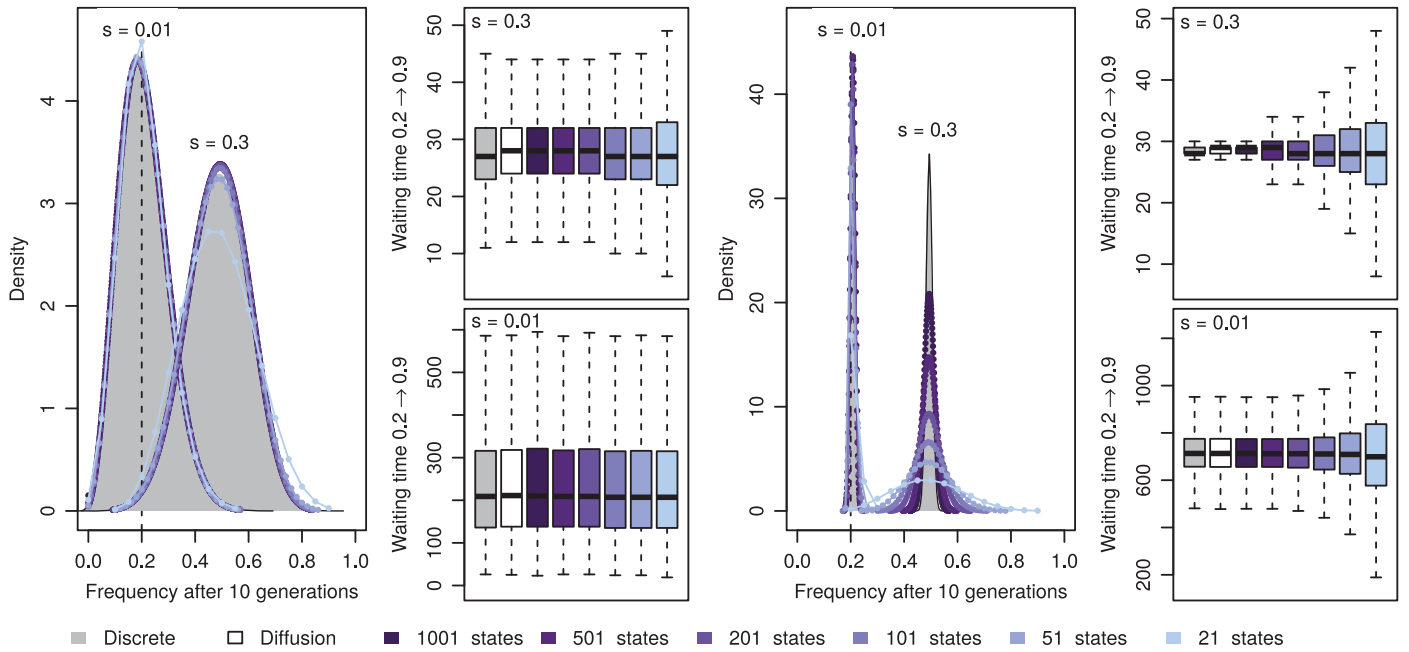 s = 0.01
s = 0.3
Density
0
1
2
3
4
0.0 0.2 0.4 0.6 0.8 1.0
Frequency after 10 generations
s = 0.3
Waiting time 0.2 → 0.9
10
20
30
40
50
s = 0.01
Waiting time 0.2 → 0.9
0
100
300
500
s = 0.01
s = 0.3
Density
0
10
20
30
40
0.0 0.2 0.4 0.6 0.8 1.0
Frequency after 10 generations
s = 0.3
Waiting time 0.2 → 0.9
10
20
30
40
50
s = 0.01
Waiting time 0.2 → 0.9
200
600
1000
Discrete Diffusion 1001 states 501 states 201 states 101 states 51 states 21 states